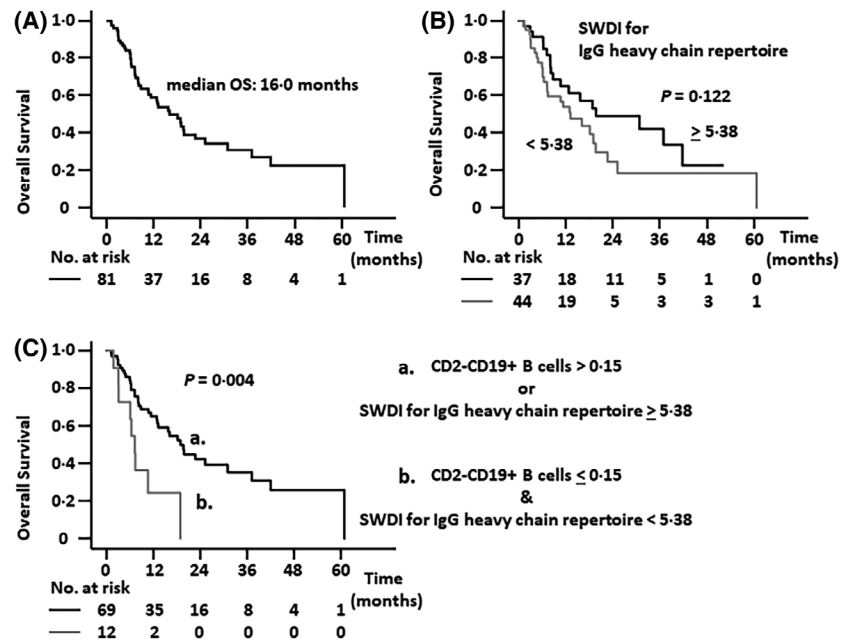 (A)
1·0
0·8
0·6
0·4
0·2
0
Overall Survival
median OS: 16·0 months
0 12 24 36 48 60 Time
(months)
No. at risk
81 37 16 8 4 1
(B)
1·0
0·8
0·6
0·4
0·2
0
Overall Survival
SWDI for
IgG heavy chain repertoire
P = 0·122
≥ 5·38
< 5·38
0 12 24 36 48 60 Time
(months)
No. at risk
37 18 11 5 1 0
44 19 5 3 3 1
(C)
1·0
0·8
0·6
0·4
0·2
0
Overall Survival
P = 0·004
a.
b.
0 12 24 36 48 60 Time
(months)
No. at risk
69 35 16 8 4 1
12 2 0 0 0 0
a. CD2-CD19+ B cells > 0·15
or
SWDI for IgG heavy chain repertoire ≥ 5·38
b. CD2-CD19+ B cells ≤ 0·15
&
SWDI for IgG heavy chain repertoire < 5·38